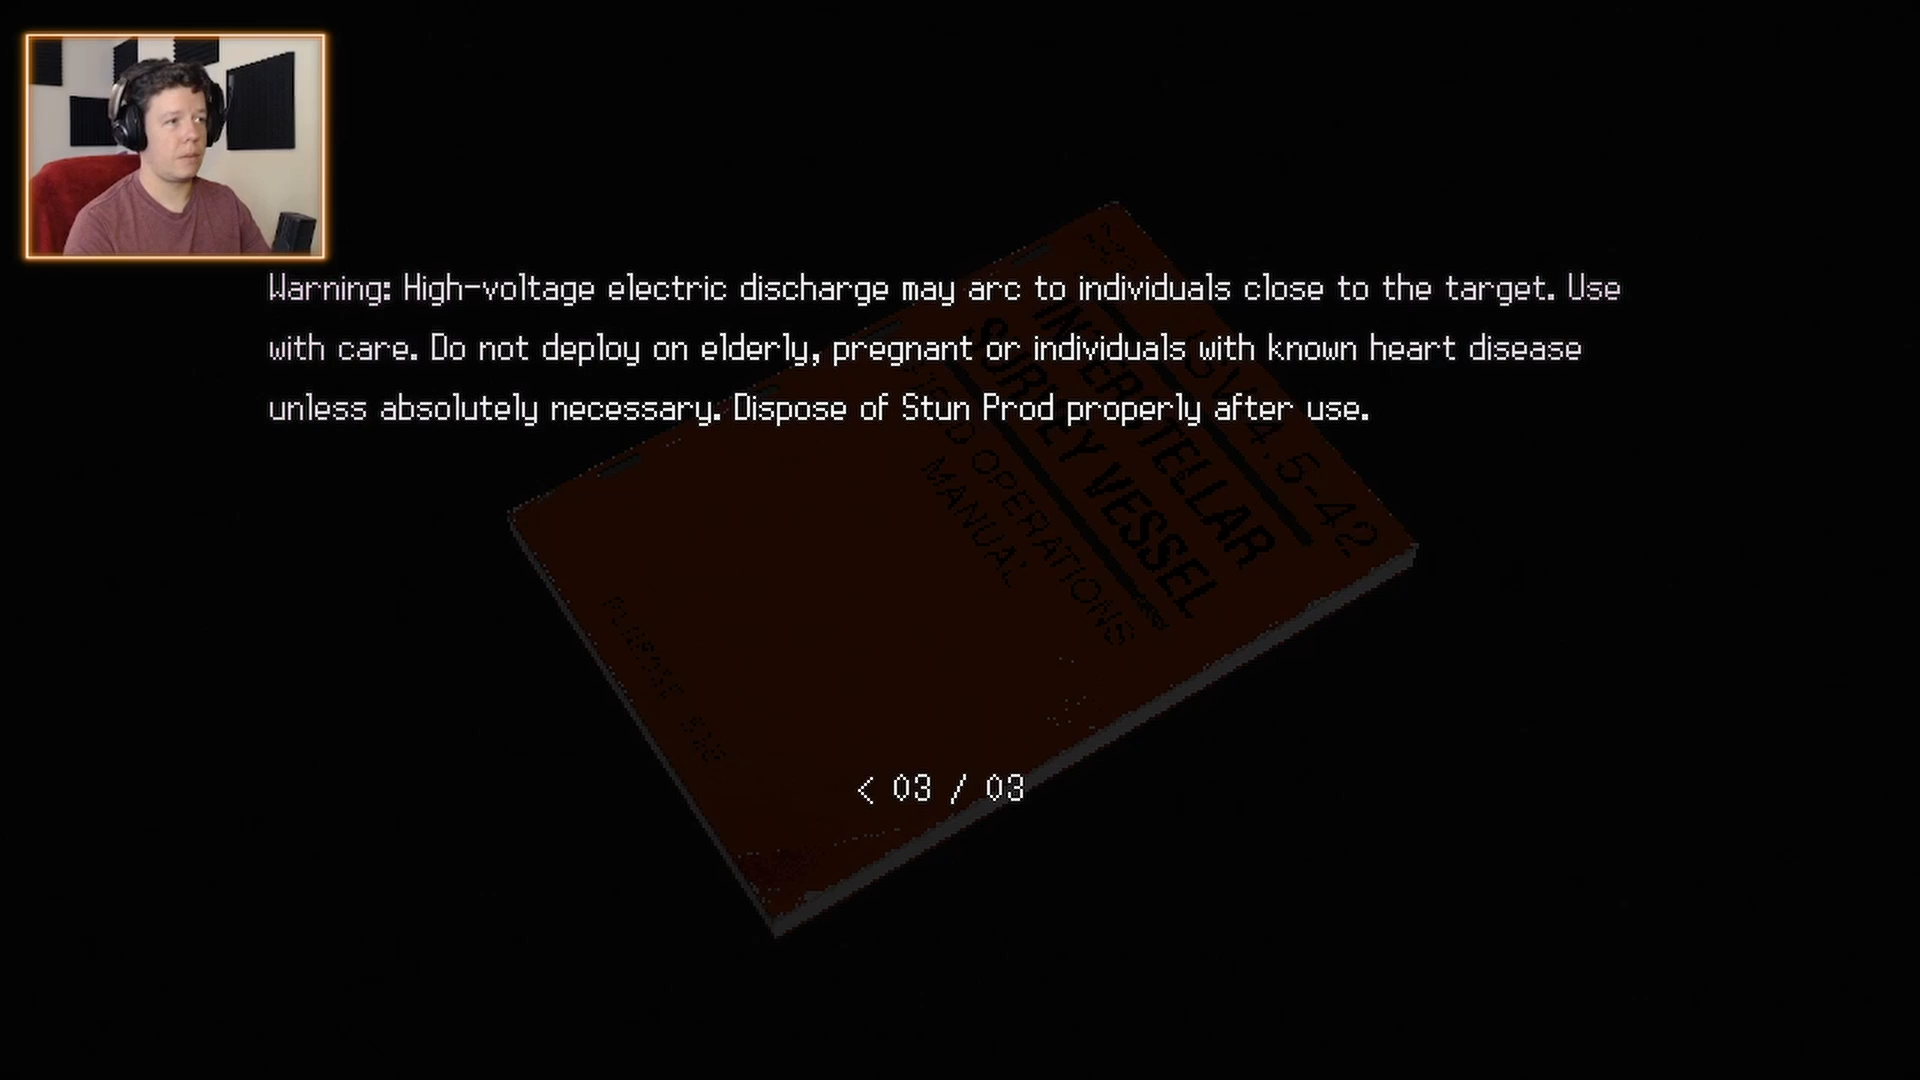 Warning: High-voltage electric discharge may arc to individuals close to the target. Use
with care. Do not deploy on elderly, pregnant or individuals with known heart disease
unless absolutely necessary. Dispose of Stun Prod properly after use.
INTERSTELLAR
SURVEY VESSEL
OPERATIONS
MANUAL
< 03 / 03